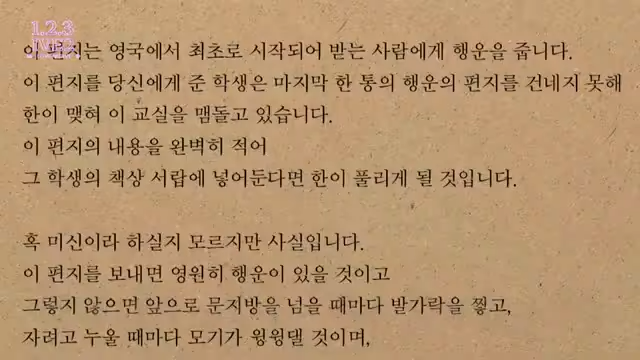 1.2.3
이 편지는 영국에서 최초로 시작되어 받는 사람에게 행운을 줍니다.
이 편지를 당신에게 준 학생은 마지막 한 통의 행운의 편지를 건네지 못해
한이 맺혀 이 교실을 맴돌고 있습니다.
이 편지의 내용을 완벽히 적어
그 학생의 책상 서랍에 넣어둔다면 한이 풀리게 될 것입니다.
혹 미신이라 하실지 모르지만 사실입니다.
이 편지를 보내면 영원히 행운이 있을 것이고
그렇지 않으면 앞으로 문지방을 넘을 때마다 발가락을 찧고,
자려고 누울 때마다 모기가 윙윙댈 것이며,